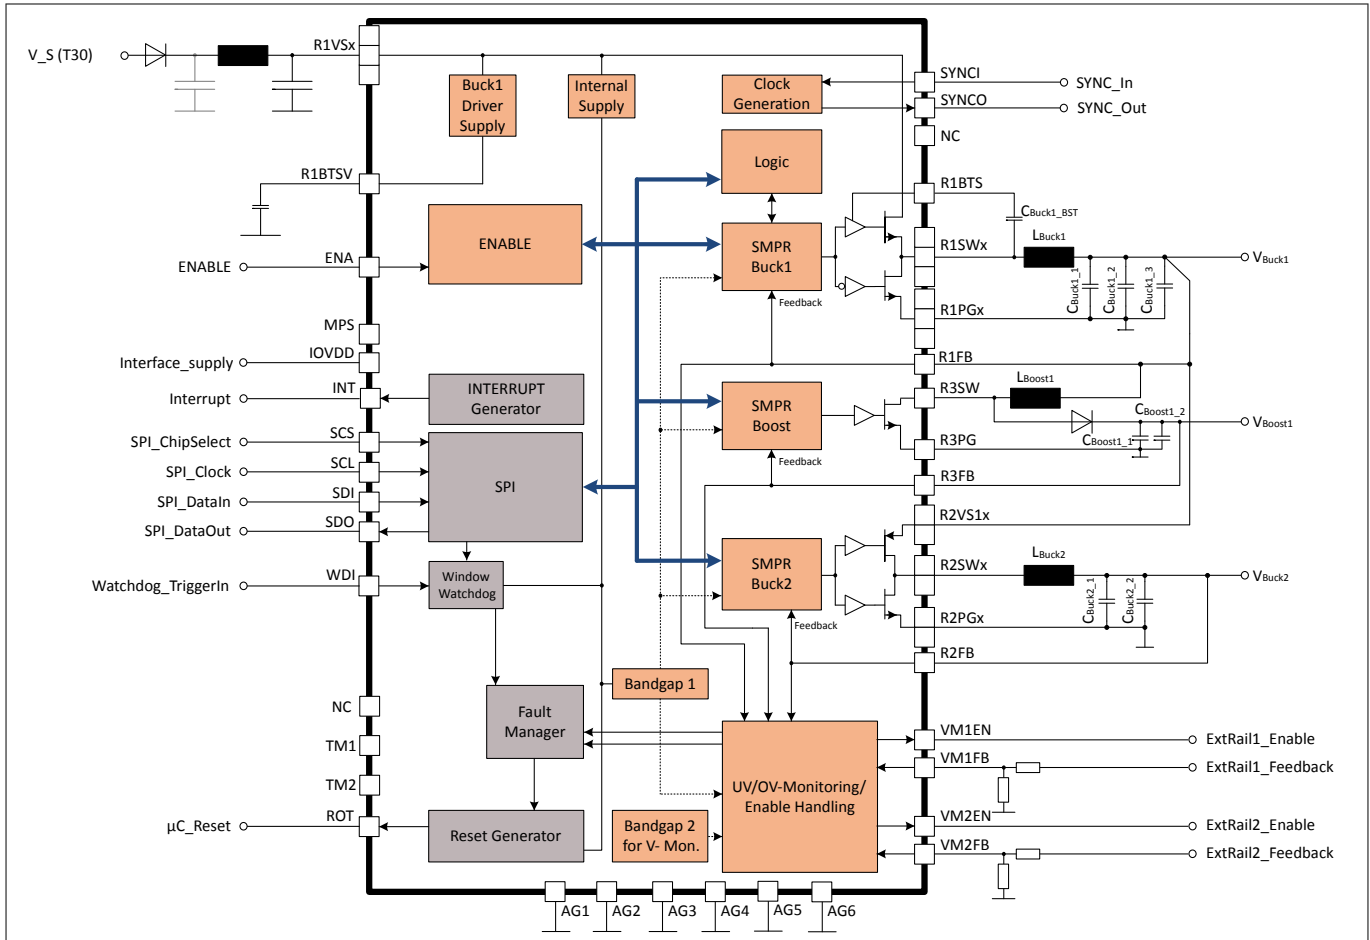 V_S (T30)
R1VSx
Buck1
Driver
Supply
Internal
Supply
Clock
Generation
SYNCI
SYNC_In
SYNCO
SYNC_Out
NC
Logic
R1BTSV
R1BTS
CBuck1_BST
ENABLE
SMPR
Buck1
R1SWx
LBuck1
VBuck1
ENABLE
ENA
CBuck1_1
CBuck1_2
CBuck1_3
Feedback
R1PGx
MPS
IOVDD
Interface_supply
R1FB
INT
Interrupt
INTERRUPT
Generator
SMPR
Boost
R3SW
LBoost1
CBoost1_2
VBoost1
CBoost1_1
R3PG
Feedback
R3FB
SPI_ChipSelect
SCS
SPI_Clock
SCL
SPI
SPI_DataIn
SDI
SPI_DataOut
SDO
R2VS1x
SMPR
Buck2
R2SWx
LBuck2
VBuck2
CBuck2_1
CBuck2_2
Watchdog_TriggerIn
WDI
Window
Watchdog
R2PGx
Feedback
R2FB
Bandgap 1
NC
Fault
Manager
TM1
TM2
VM1EN
ExtRail1_Enable
VM1FB
ExtRail1_Feedback
UV/OV-Monitoring/
Enable Handling
µC_Reset
ROT
Reset Generator
Bandgap 2
for V- Mon.
VM2EN
ExtRail2_Enable
VM2FB
ExtRail2_Feedback
AG1
AG2
AG3
AG4
AG5
AG6